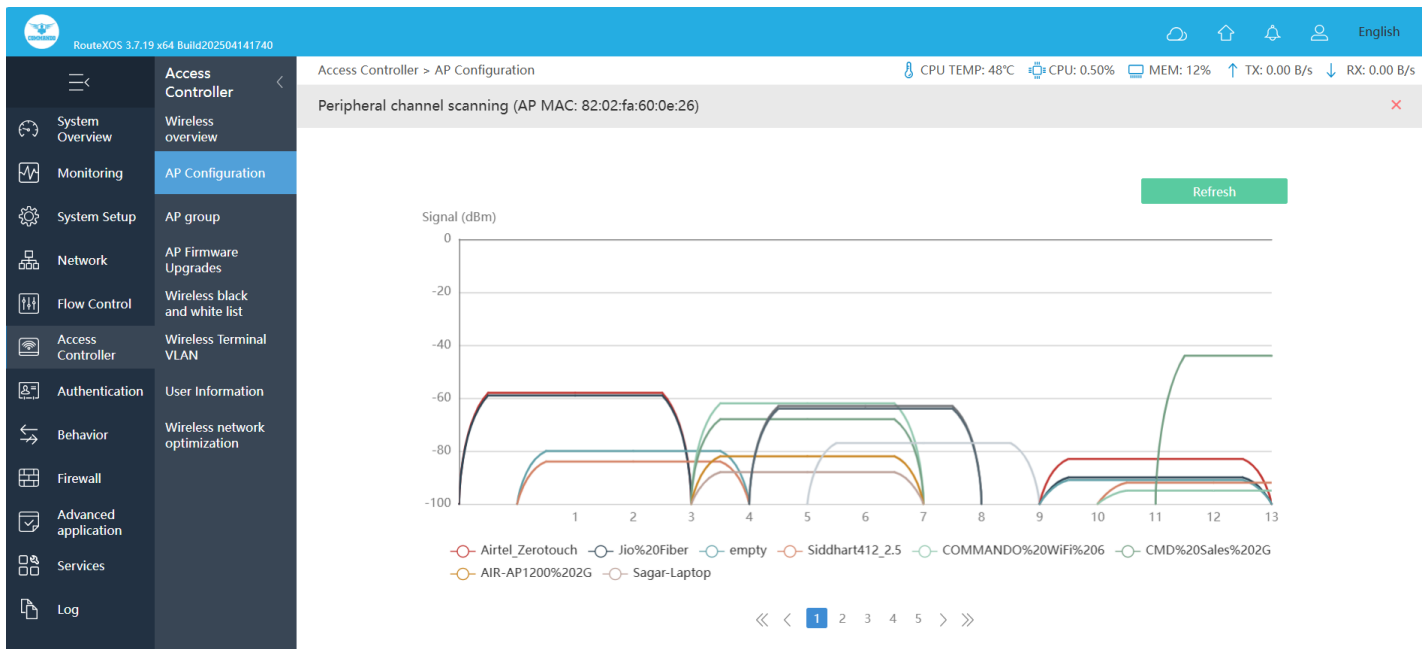 RouteXOS 3.7.19 x64 Build202504141740
English
Access Controller
Access Controller > AP Configuration
CPU TEMP: 48℃ CPU: 0.50% MEM: 12% TX: 0.00 B/s RX: 0.00 B/s
Peripheral channel scanning (AP MAC: 82:02:fa:60:0e:26)
System Overview
Monitoring
System Setup
Network
Flow Control
Access Controller
Authentication
Behavior
Firewall
Advanced application
Services
Log
Wireless overview
AP Configuration
AP group
AP Firmware Upgrades
Wireless black and white list
Wireless Terminal VLAN
User Information
Wireless network optimization
Refresh
Signal (dBm)
0
-20
-40
-60
-80
-100
1 2 3 4 5 6 7 8 9 10 11 12 13
Airtel_Zerotouch Jio%20Fiber empty Siddhart412_2.5 COMMANDO%20WiFi%206 CMD%20Sales%202G
AIR-AP1200%202G Sagar-Laptop
1 2 3 4 5